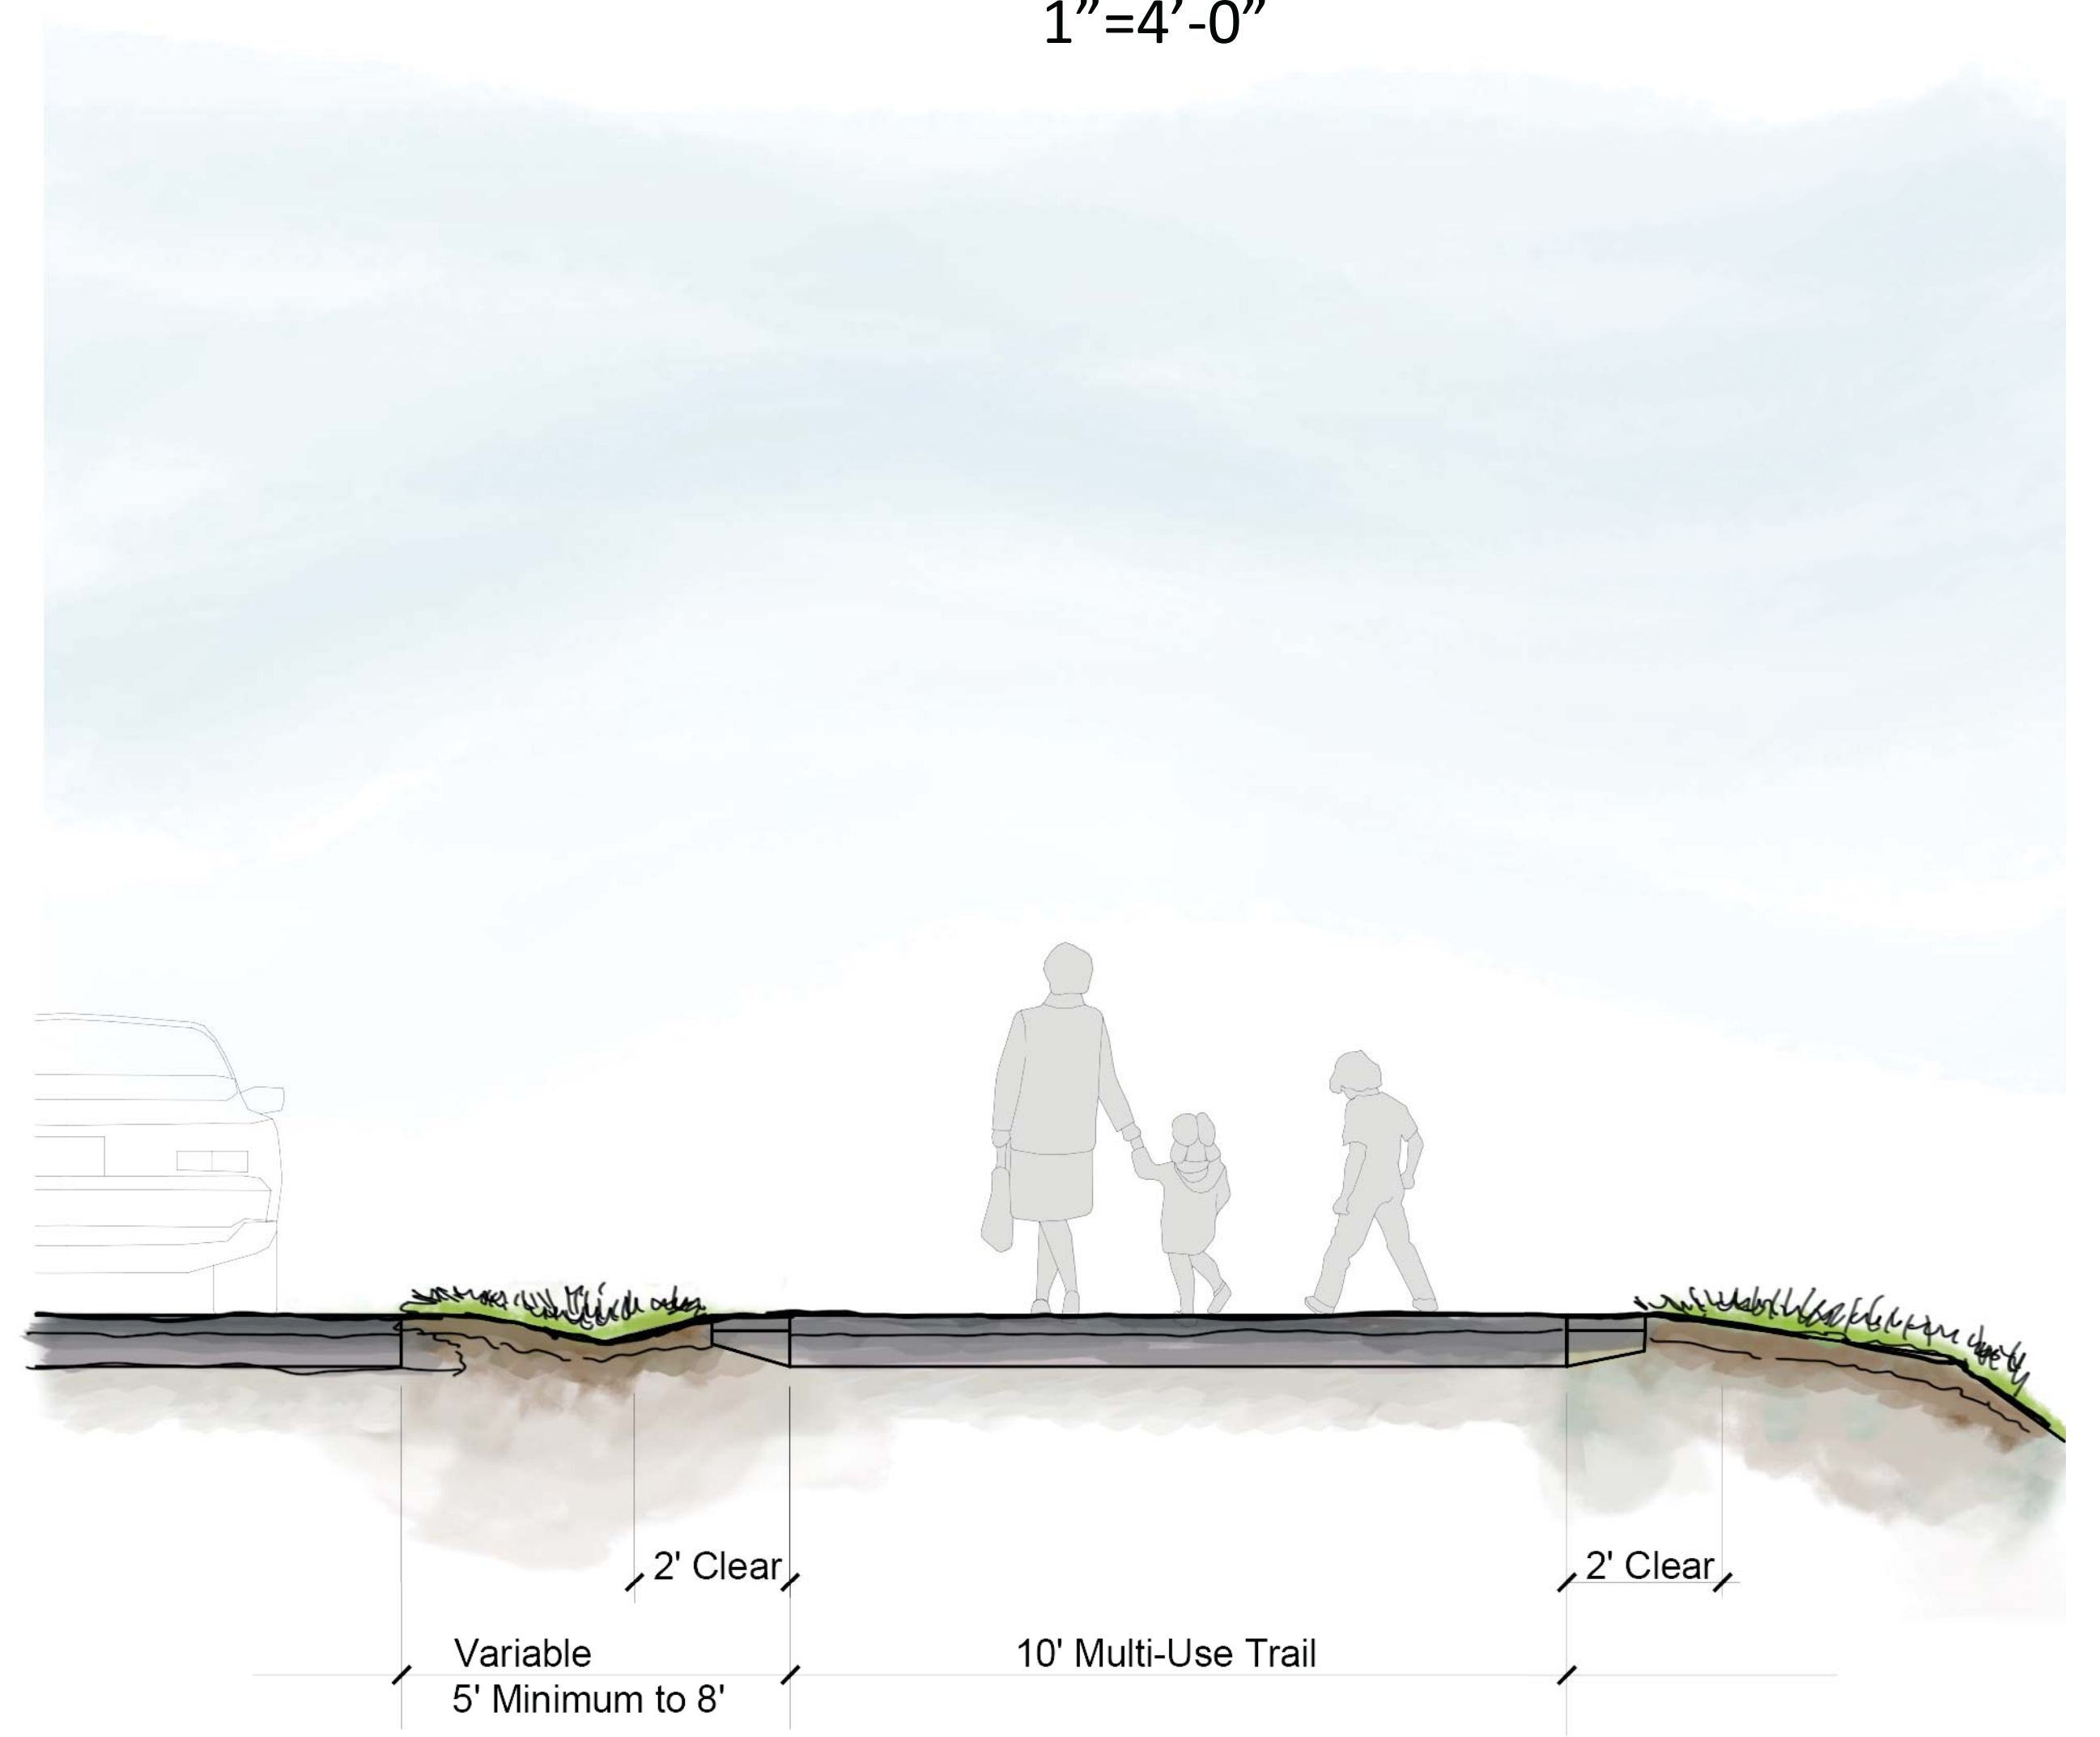 1”=4’-0”
2' Clear
2' Clear
Variable
5' Minimum to 8'
10' Multi-Use Trail